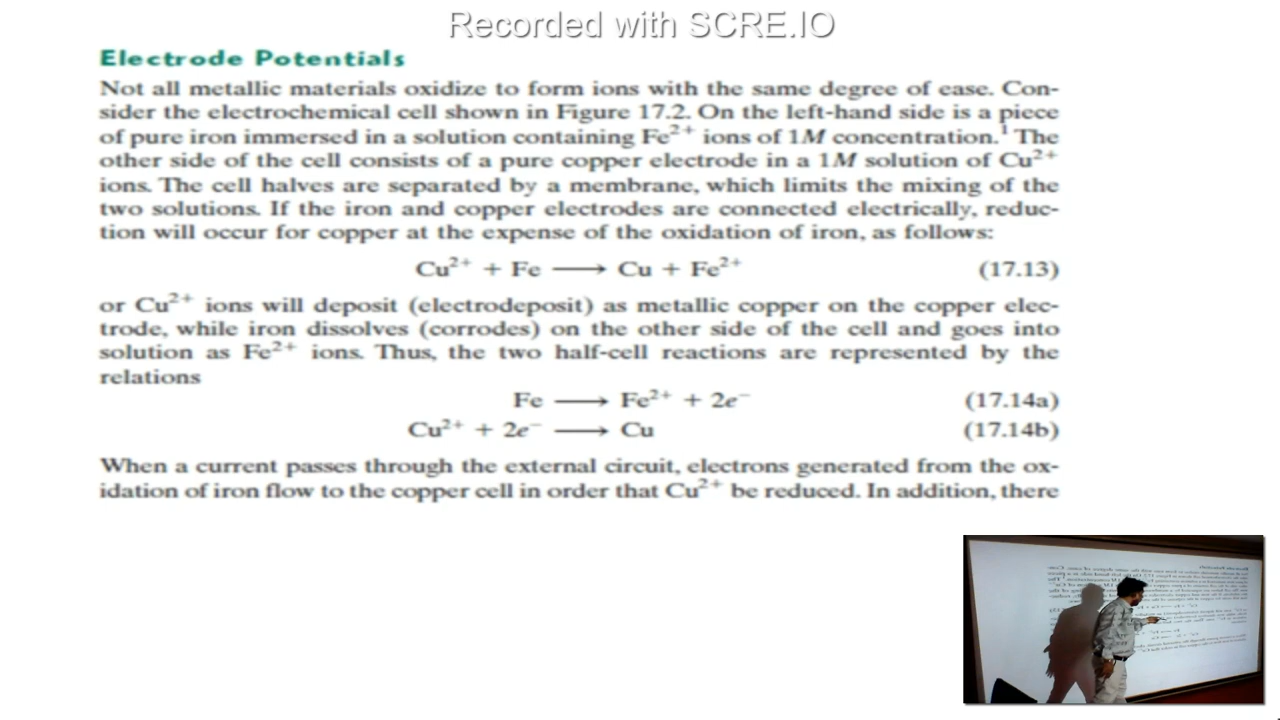 Recorded with SCRE.IO
Electrode Potentials
Not all metallic materials oxidize to form ions with the same degree of ease. Con-
sider the electrochemical cell shown in Figure 17.2. On the left-hand side is a piece
of pure iron immersed in a solution containing Fe²⁺ ions of 1M concentration.¹ The
other side of the cell consists of a pure copper electrode in a 1M solution of Cu²⁺
ions. The cell halves are separated by a membrane, which limits the mixing of the
two solutions. If the iron and copper electrodes are connected electrically, reduc-
tion will occur for copper at the expense of the oxidation of iron, as follows:
Cu²⁺ + Fe ⟶ Cu + Fe²⁺ (17.13)
or Cu²⁺ ions will deposit (electrodeposit) as metallic copper on the copper elec-
trode, while iron dissolves (corrodes) on the other side of the cell and goes into
solution as Fe²⁺ ions. Thus, the two half-cell reactions are represented by the
relations
Fe ⟶ Fe²⁺ + 2e⁻ (17.14a)
Cu²⁺ + 2e⁻ ⟶ Cu (17.14b)
When a current passes through the external circuit, electrons generated from the ox-
idation of iron flow to the copper cell in order that Cu²⁺ be reduced. In addition, there